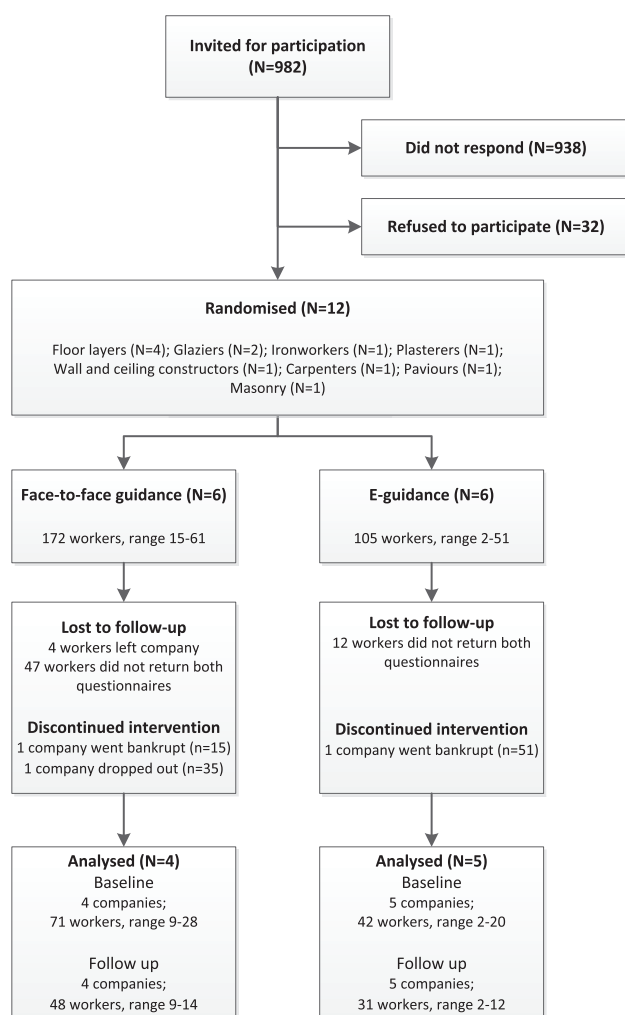 Invited for participation
(N=982)
Did not respond (N=938)
Refused to participate (N=32)
Randomised (N=12)
Floor layers (N=4); Glaziers (N=2); Ironworkers (N=1); Plasterers (N=1);
Wall and ceiling constructors (N=1); Carpenters (N=1); Paviours (N=1);
Masonry (N=1)
Face-to-face guidance (N=6)
172 workers, range 15-61
E-guidance (N=6)
105 workers, range 2-51
Lost to follow-up
4 workers left company
47 workers did not return both
questionnaires
Discontinued intervention
1 company went bankrupt (n=15)
1 company dropped out (n=35)
Lost to follow-up
12 workers did not return both
questionnaires
Discontinued intervention
1 company went bankrupt (n=51)
Analysed (N=4)
Baseline
4 companies;
71 workers, range 9-28
Follow up
4 companies;
48 workers, range 9-14
Analysed (N=5)
Baseline
5 companies;
42 workers, range 2-20
Follow up
5 companies;
31 workers, range 2-12